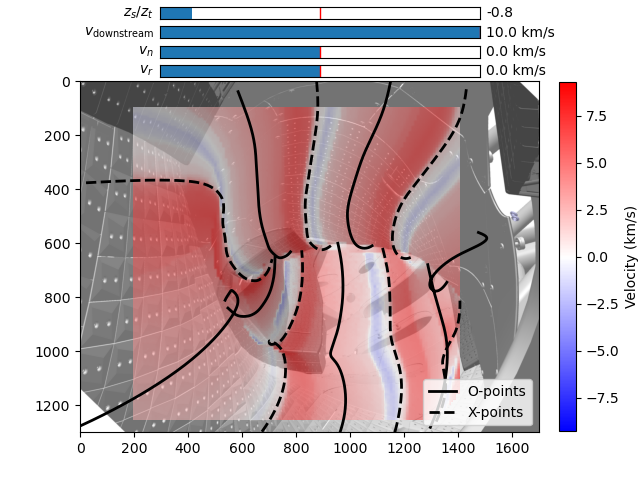 z_s/z_t -0.8
v_downstream 10.0 km/s
v_n 0.0 km/s
v_r 0.0 km/s
0
200
400
600
800
1000
1200
0 200 400 600 800 1000 1200 1400 1600
O-points
X-points
7.5
5.0
2.5
0.0
−2.5
−5.0
−7.5
Velocity (km/s)